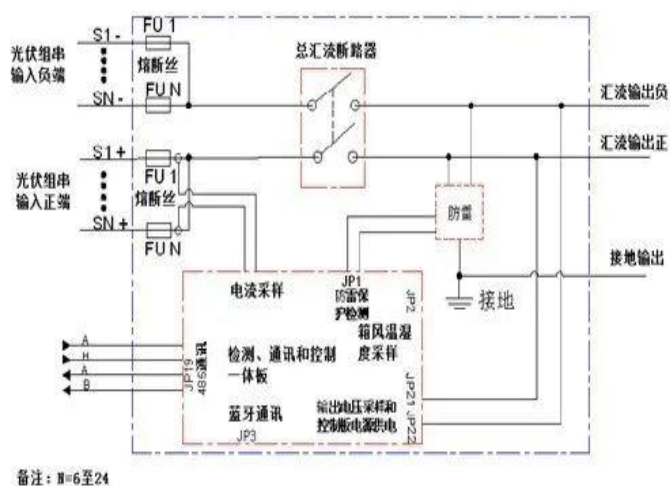 FU 1
S1 -
光伏组串
输入负端
熔断丝
SN -
FU N
总汇流断路器
汇流输出负
汇流输出正
S1 +
FU 1
光伏组串
输入正端
熔断丝
SN +
FU N
防雷
接地输出
接地
电流采样
JP1
防雷保
护检测
JP2
箱风温湿
度采样
检测、通讯和控制
一体板
JP19
485通讯
A
H
A
B
蓝牙通讯
JP3
输出电压采样和
控制板电源供电
JP21
JP22
备注：N=6至24